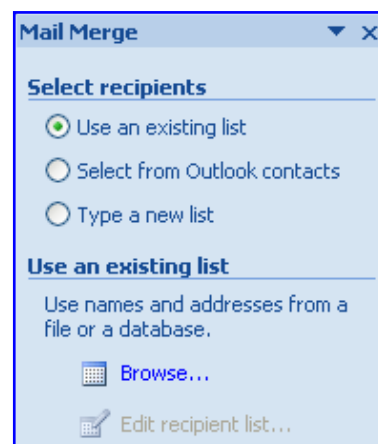 Mail Merge
Select recipients
Use an existing list
Select from Outlook contacts
Type a new list
Use an existing list
Use names and addresses from a
file or a database.
Browse...
Edit recipient list...